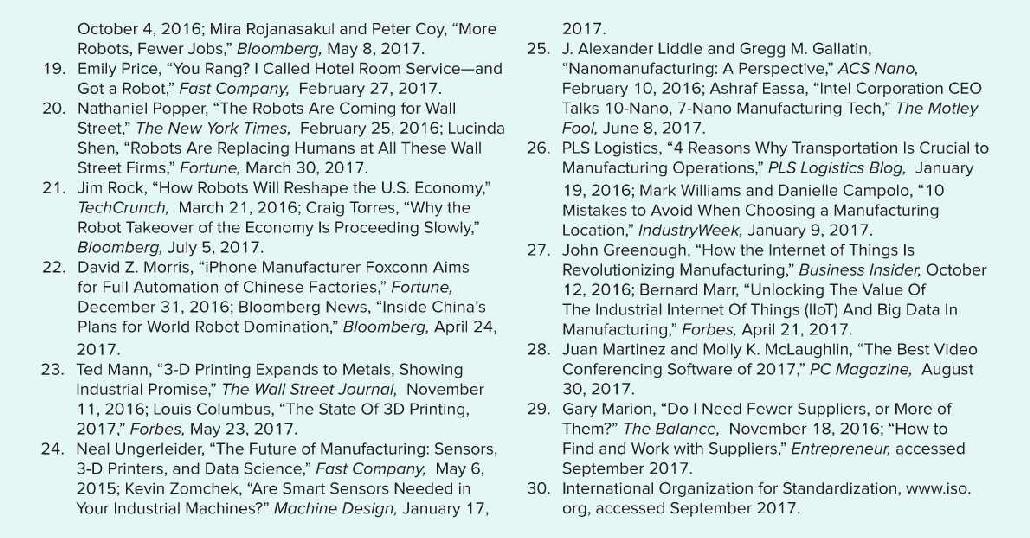 October 4, 2016; Mira Rojanasakul and Peter Coy, “More
Robots, Fewer Jobs,” Bloomberg, May 8, 2017.
19. Emily Price, “You Rang? I Called Hotel Room Service—and
Got a Robot,” Fast Company, February 27, 2017.
20. Nathaniel Popper, “The Robots Are Coming for Wall
Street,” The New York Times, February 25, 2016; Lucinda
Shen, “Robots Are Replacing Humans at All These Wall
Street Firms,” Fortune, March 30, 2017.
21. Jim Rock, “How Robots Will Reshape the U.S. Economy,”
TechCrunch, March 21, 2016; Craig Torres, “Why the
Robot Takeover of the Economy Is Proceeding Slowly,”
Bloomberg, July 5, 2017.
22. David Z. Morris, “iPhone Manufacturer Foxconn Aims
for Full Automation of Chinese Factories,” Fortune,
December 31, 2016; Bloomberg News, “Inside China’s
Plans for World Robot Domination,” Bloomberg, April 24,
2017.
23. Ted Mann, “3-D Printing Expands to Metals, Showing
Industrial Promise,” The Wall Street Journal, November
11, 2016; Louis Columbus, “The State Of 3D Printing,
2017,” Forbes, May 23, 2017.
24. Neal Ungerleider, “The Future of Manufacturing: Sensors,
3-D Printers, and Data Science,” Fast Company, May 6,
2015; Kevin Zomchek, “Are Smart Sensors Needed in
Your Industrial Machines?” Machine Design, January 17,
2017.
25. J. Alexander Liddle and Gregg M. Gallatin,
“Nanomanufacturing: A Perspective,” ACS Nano,
February 10, 2016; Ashraf Eassa, “Intel Corporation CEO
Talks 10-Nano, 7-Nano Manufacturing Tech,” The Motley
Fool, June 8, 2017.
26. PLS Logistics, “4 Reasons Why Transportation Is Crucial to
Manufacturing Operations,” PLS Logistics Blog, January
19, 2016; Mark Williams and Danielle Campolo, “10
Mistakes to Avoid When Choosing a Manufacturing
Location,” IndustryWeek, January 9, 2017.
27. John Greenough, “How the Internet of Things Is
Revolutionizing Manufacturing,” Business Insider, October
12, 2016; Bernard Marr, “Unlocking The Value Of
The Industrial Internet Of Things (IIoT) And Big Data In
Manufacturing,” Forbes, April 21, 2017.
28. Juan Martinez and Molly K. McLaughlin, “The Best Video
Conferencing Software of 2017,” PC Magazine, August
30, 2017.
29. Gary Marion, “Do I Need Fewer Suppliers, or More of
Them?” The Balance, November 18, 2016; “How to
Find and Work with Suppliers,” Entrepreneur, accessed
September 2017.
30. International Organization for Standardization, www.iso.
org, accessed September 2017.